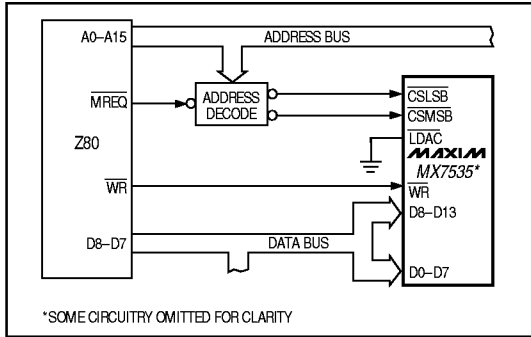 A0–A15
ADDRESS BUS
MREQ
ADDRESS
DECODE
CSLSB
CSMSB
LDAC
Z80
MAXIM
MX7535*
WR
WR
D8–D13
D8–D7
DATA BUS
D0–D7
*SOME CIRCUITRY OMITTED FOR CLARITY